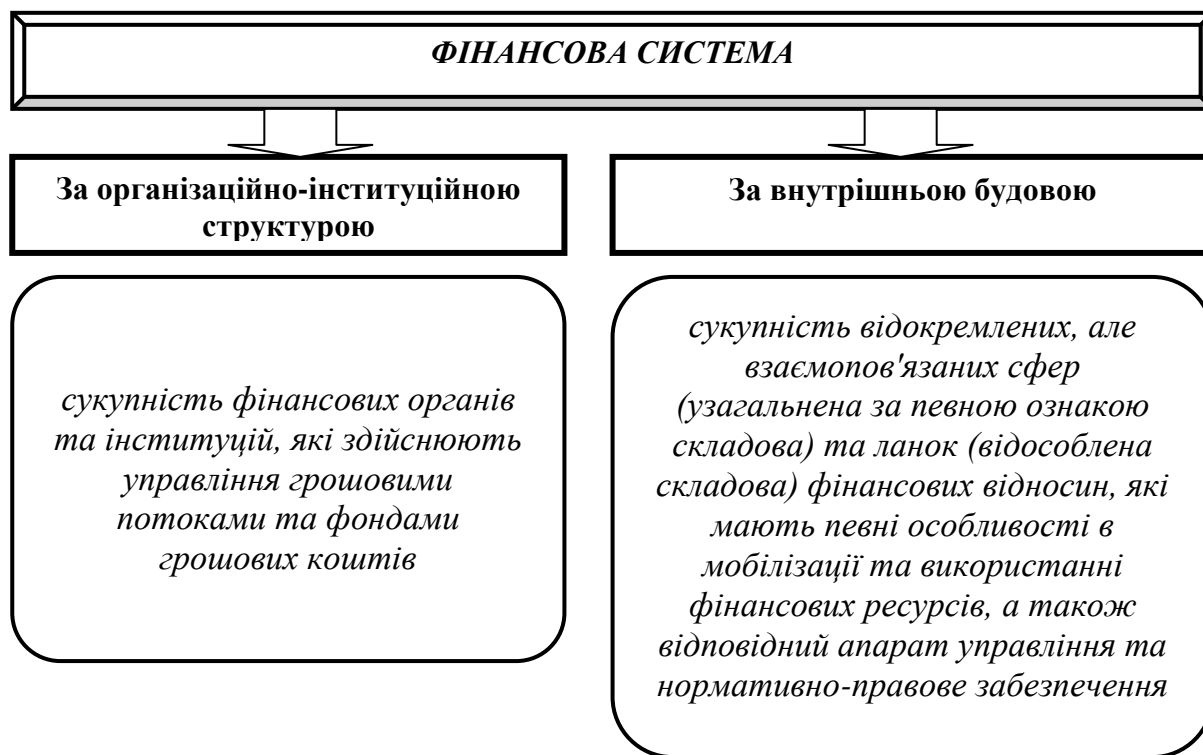 ФІНАНСОВА СИСТЕМА
За організаційно-інституційною
структурою
сукупність фінансових органів
та інституцій, які здійснюють
управління грошовими
потоками та фондами
грошових коштів
За внутрішньою будовою
сукупність відокремлених, але
взаємопов'язаних сфер
(узагальнена за певною ознакою
складова) та ланок (відособлена
складова) фінансових відносин, які
мають певні особливості в
мобілізації та використанні
фінансових ресурсів, а також
відповідний апарат управління та
нормативно-правове забезпечення